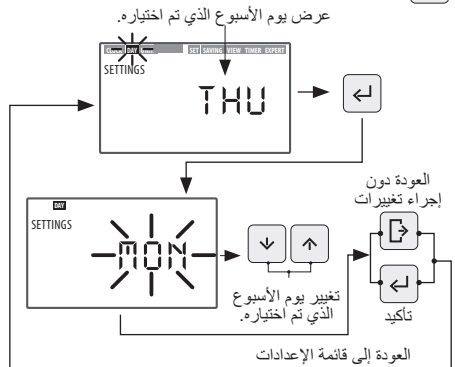 عرض يوم الأسبوع الذي تم اختياره.
DAY
SET SAVING VIEW TIMER EXPERT
SETTINGS
THU
العودة دون
إجراء تغييرات
DAY
SETTINGS
MON
تغيير يوم الأسبوع
الذي تم اختياره.
تأكيد
العودة إلى قائمة الإعدادات